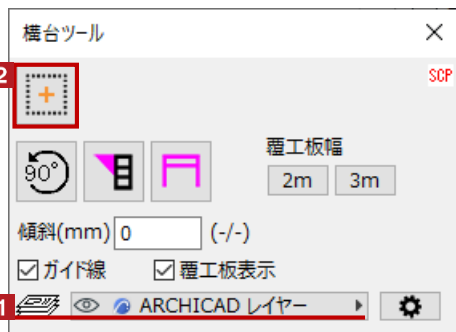 構台ツール
2
SCP
90°
覆工板幅
2m 3m
傾斜(mm) 0 (-/-)
ガイド線 覆工板表示
1 ARCHICAD レイヤー